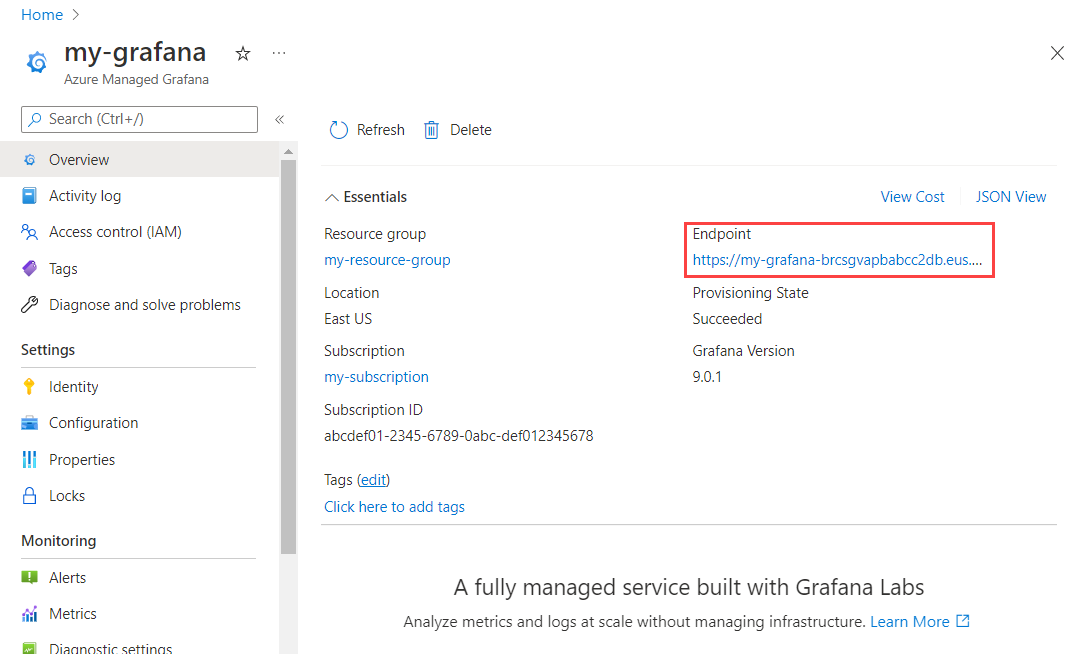 Home
my-grafana
Azure Managed Grafana
Search (Ctrl+/)
Overview
Activity log
Access control (IAM)
Tags
Diagnose and solve problems
Settings
Identity
Configuration
Properties
Locks
Monitoring
Alerts
Metrics
Diagnostic settings
Refresh
Delete
Essentials
View Cost
JSON View
Resource group
my-resource-group
Location
East US
Subscription
my-subscription
Subscription ID
abcdef01-2345-6789-0abc-def012345678
Endpoint
https://my-grafana-brcsgvapbabcc2db.eus....
Provisioning State
Succeeded
Grafana Version
9.0.1
Tags (edit)
Click here to add tags
A fully managed service built with Grafana Labs
Analyze metrics and logs at scale without managing infrastructure. Learn More